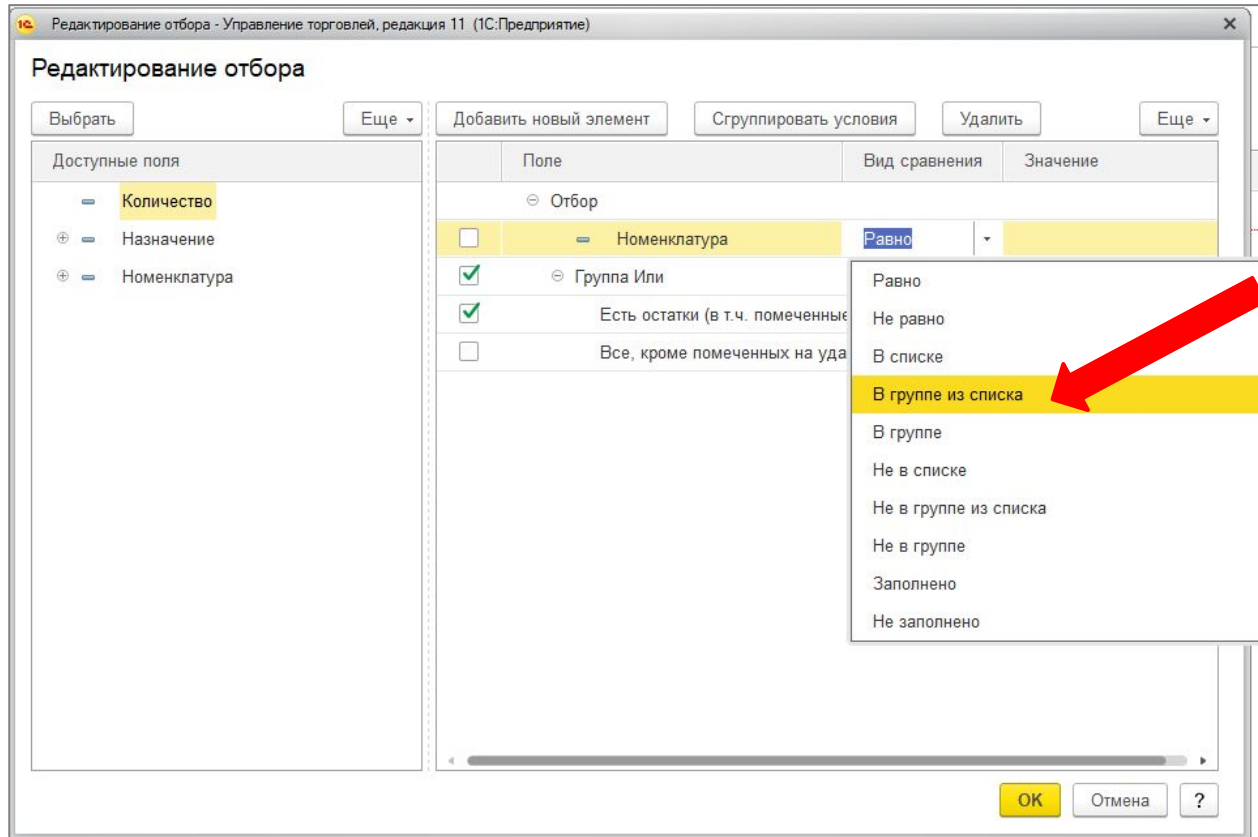 1С Редактирование отбора - Управление торговлей, редакция 11 (1С:Предприятие)
Редактирование отбора
Выбрать Еще Добавить новый элемент Сгруппировать условия Удалить Еще
Доступные поля Поле Вид сравнения Значение
Количество Отбор
Назначение Номенклатура Равно
Номенклатура Группа Или Равно
Есть остатки (в т.ч. помеченные Не равно
Все, кроме помеченных на уда В списке
В группе из списка
В группе
Не в списке
Не в группе из списка
Не в группе
Заполнено
Не заполнено
ОК Отмена ?